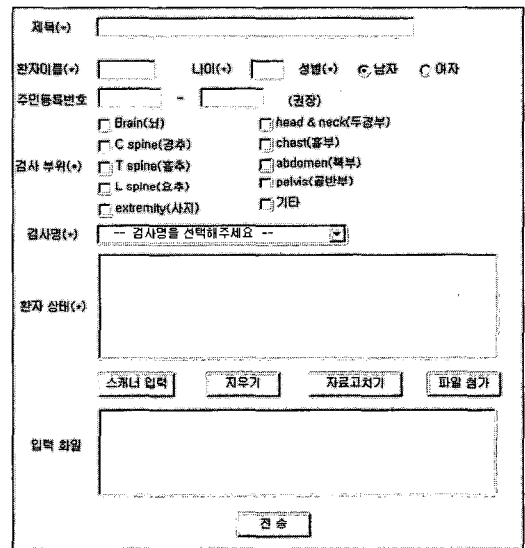 제목(*)
환자이름(*) 나이(*) 성별(*) 남자 여자
주민등록번호 - (권장)
Brain(뇌) head & neck(두경부)
C spine(경추) chest(흉부)
검사 부위(*) T spine(흉추) abdomen(복부)
L spine(요추) pelvis(골반부)
extremity(사지) 기타
검사명(*) -- 검사명을 선택해주세요 --
환자 상태(*)
스캐너 입력 지우기 자료고치기 파일 첨가
입력 화일
전 송